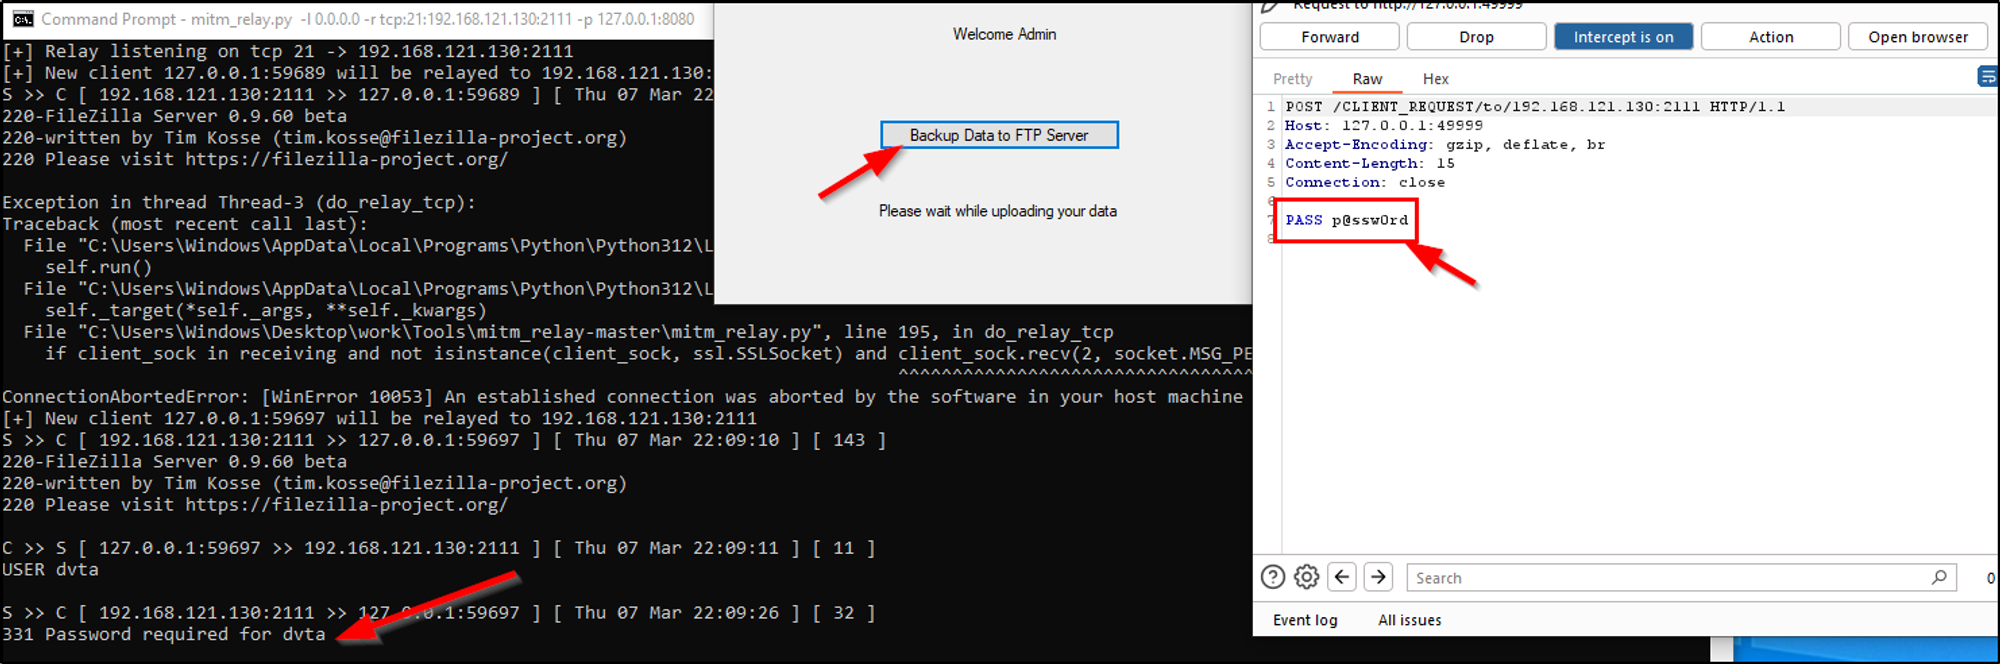 Command Prompt - mitm_relay.py -l 0.0.0.0 -r tcp:21:192.168.121.130:2111 -p 127.0.0.1:8080
[+] Relay listening on tcp 21 -> 192.168.121.130:2111
[+] New client 127.0.0.1:59689 will be relayed to 192.168.121.130:
S >> C [ 192.168.121.130:2111 >> 127.0.0.1:59689 ] [ Thu 07 Mar 22
220-FileZilla Server 0.9.60 beta
220-written by Tim Kosse (tim.kosse@filezilla-project.org)
220 Please visit https://filezilla-project.org/
Exception in thread Thread-3 (do_relay_tcp):
Traceback (most recent call last):
File "C:\Users\Windows\AppData\Local\Programs\Python\Python312\L
self.run()
File "C:\Users\Windows\AppData\Local\Programs\Python\Python312\L
self._target(*self._args, **self._kwargs)
File "C:\Users\Windows\Desktop\work\Tools\mitm_relay-master\mitm_relay.py", line 195, in do_relay_tcp
if client_sock in receiving and not isinstance(client_sock, ssl.SSLSocket) and client_sock.recv(2, socket.MSG_PE
^^^^^^^^^^^^^^^^^^^^^^^^^^^^^^^^^
ConnectionAbortedError: [WinError 10053] An established connection was aborted by the software in your host machine
[+] New client 127.0.0.1:59697 will be relayed to 192.168.121.130:2111
S >> C [ 192.168.121.130:2111 >> 127.0.0.1:59697 ] [ Thu 07 Mar 22:09:10 ] [ 143 ]
220-FileZilla Server 0.9.60 beta
220-written by Tim Kosse (tim.kosse@filezilla-project.org)
220 Please visit https://filezilla-project.org/
C >> S [ 127.0.0.1:59697 >> 192.168.121.130:2111 ] [ Thu 07 Mar 22:09:11 ] [ 11 ]
USER dvta
S >> C [ 192.168.121.130:2111 >> 127.0.0.1:59697 ] [ Thu 07 Mar 22:09:26 ] [ 32 ]
331 Password required for dvta
Welcome Admin
Backup Data to FTP Server
Please wait while uploading your data
Request to http://127.0.0.1:49999
Forward Drop Intercept is on Action Open browser
Pretty Raw Hex
1 POST /CLIENT_REQUEST/to/192.168.121.130:2111 HTTP/1.1
2 Host: 127.0.0.1:49999
3 Accept-Encoding: gzip, deflate, br
4 Content-Length: 15
5 Connection: close
6
7 PASS p@ssw0rd
8
Search 0
Event log All issues